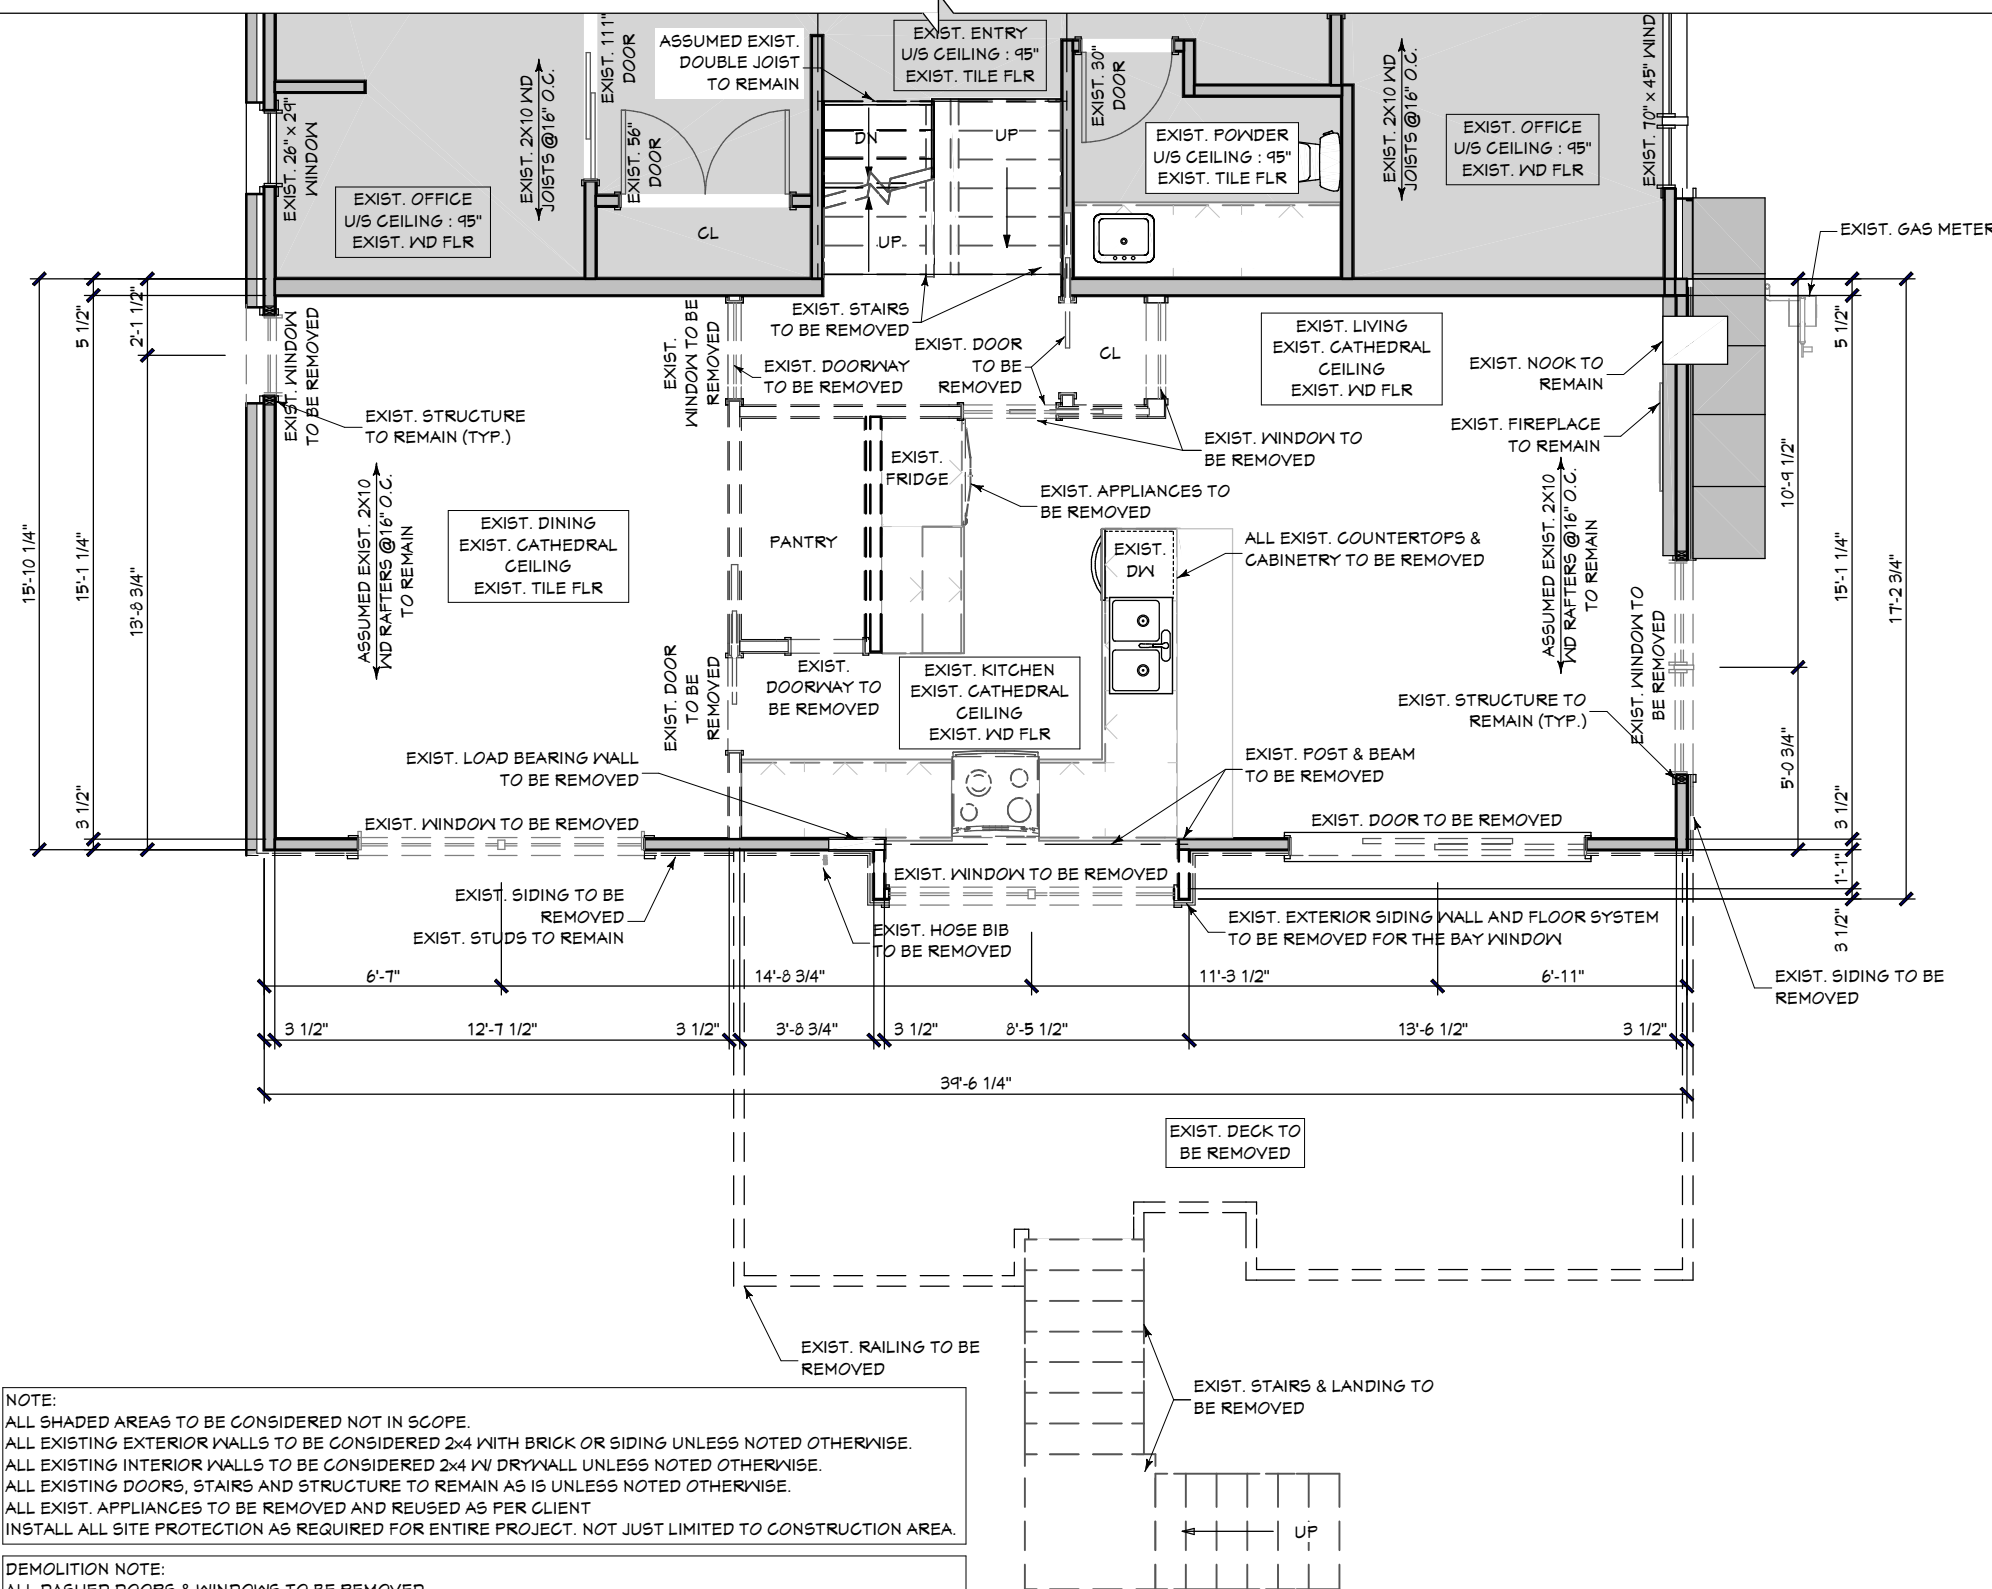 EXIST. 111"
DOOR
ASSUMED EXIST.
DOUBLE JOIST
TO REMAIN
EXIST. ENTRY
U/S CEILING : 95"
EXIST. TILE FLR
EXIST. 30"
DOOR
EXIST. 2X10 WD
JOISTS @16" O.C.
EXIST. 70" x 45" WIND
EXIST. 26" x 29"
WINDOW
EXIST. 2X10 WD
JOISTS @16" O.C.
EXIST. 56"
DOOR
DN
UP
EXIST. POWDER
U/S CEILING : 95"
EXIST. TILE FLR
EXIST. OFFICE
U/S CEILING : 95"
EXIST. WD FLR
EXIST. OFFICE
U/S CEILING : 95"
EXIST. WD FLR
CL
UP
EXIST. GAS METER
15'-10 1/4"
5 1/2"
15'-1 1/4"
3 1/2"
2'-1 1/2"
13'-8 3/4"
EXIST. WINDOW
TO BE REMOVED
EXIST.
WINDOW TO BE
REMOVED
EXIST. STAIRS
TO BE REMOVED
EXIST. DOORWAY
TO BE REMOVED
EXIST. DOOR
TO BE
REMOVED
CL
EXIST. LIVING
EXIST. CATHEDRAL
CEILING
EXIST. WD FLR
EXIST. NOOK TO
REMAIN
EXIST. FIREPLACE
TO REMAIN
EXIST. STRUCTURE
TO REMAIN (TYP.)
EXIST. WINDOW TO
BE REMOVED
EXIST.
FRIDGE
EXIST. APPLIANCES TO
BE REMOVED
ASSUMED EXIST. 2X10
WD RAFTERS @16" O.C.
TO REMAIN
EXIST. DINING
EXIST. CATHEDRAL
CEILING
EXIST. TILE FLR
PANTRY
EXIST.
DW
ALL EXIST. COUNTERTOPS &
CABINETRY TO BE REMOVED
ASSUMED EXIST. 2X10
WD RAFTERS @16" O.C.
TO REMAIN
EXIST. WINDOW TO
BE REMOVED
10'-9 1/2"
5'-0 3/4"
5 1/2"
15'-1 1/4"
3 1/2"
1'-1"
3 1/2"
17'-2 3/4"
EXIST. DOOR
TO BE
REMOVED
EXIST.
DOORWAY TO
BE REMOVED
EXIST. KITCHEN
EXIST. CATHEDRAL
CEILING
EXIST. WD FLR
EXIST. STRUCTURE TO
REMAIN (TYP.)
EXIST. LOAD BEARING WALL
TO BE REMOVED
EXIST. POST & BEAM
TO BE REMOVED
EXIST. WINDOW TO BE REMOVED
EXIST. DOOR TO BE REMOVED
EXIST. WINDOW TO BE REMOVED
EXIST. SIDING TO BE
REMOVED
EXIST. STUDS TO REMAIN
EXIST. HOSE BIB
TO BE REMOVED
EXIST. EXTERIOR SIDING WALL AND FLOOR SYSTEM
TO BE REMOVED FOR THE BAY WINDOW
EXIST. SIDING TO BE
REMOVED
6'-7"
14'-8 3/4"
11'-3 1/2"
6'-11"
3 1/2"
12'-7 1/2"
3 1/2"
3'-8 3/4"
3 1/2"
8'-5 1/2"
13'-6 1/2"
3 1/2"
39'-6 1/4"
EXIST. DECK TO
BE REMOVED
EXIST. RAILING TO BE
REMOVED
EXIST. STAIRS & LANDING TO
BE REMOVED
UP
NOTE:
ALL SHADED AREAS TO BE CONSIDERED NOT IN SCOPE.
ALL EXISTING EXTERIOR WALLS TO BE CONSIDERED 2x4 WITH BRICK OR SIDING UNLESS NOTED OTHERWISE.
ALL EXISTING INTERIOR WALLS TO BE CONSIDERED 2x4 W/ DRYWALL UNLESS NOTED OTHERWISE.
ALL EXISTING DOORS, STAIRS AND STRUCTURE TO REMAIN AS IS UNLESS NOTED OTHERWISE.
ALL EXIST. APPLIANCES TO BE REMOVED AND REUSED AS PER CLIENT
INSTALL ALL SITE PROTECTION AS REQUIRED FOR ENTIRE PROJECT. NOT JUST LIMITED TO CONSTRUCTION AREA.
DEMOLITION NOTE:
ALL DASHED DOORS & WINDOWS TO BE REMOVED